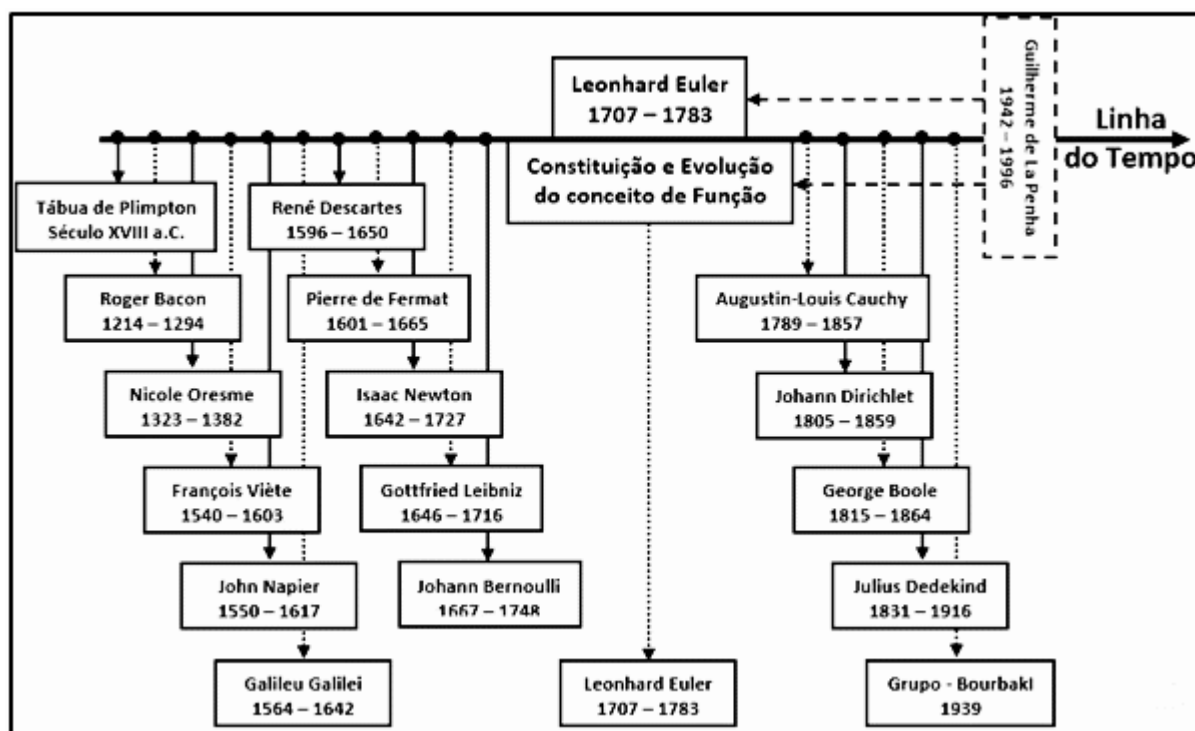 Leonhard Euler
1707 – 1783
Guilherme de La Penha
1942 – 1996
Linha
do Tempo
Constituição e Evolução
do conceito de Função
Tábua de Plimpton
Século XVIII a.C.
René Descartes
1596 – 1650
Roger Bacon
1214 – 1294
Pierre de Fermat
1601 – 1665
Augustin-Louis Cauchy
1789 – 1857
Nicole Oresme
1323 – 1382
Isaac Newton
1642 – 1727
Johann Dirichlet
1805 – 1859
François Viète
1540 – 1603
Gottfried Leibniz
1646 – 1716
George Boole
1815 – 1864
John Napier
1550 – 1617
Johann Bernoulli
1667 – 1748
Julius Dedekind
1831 – 1916
Galileu Galilei
1564 – 1642
Leonhard Euler
1707 – 1783
Grupo - Bourbaki
1939